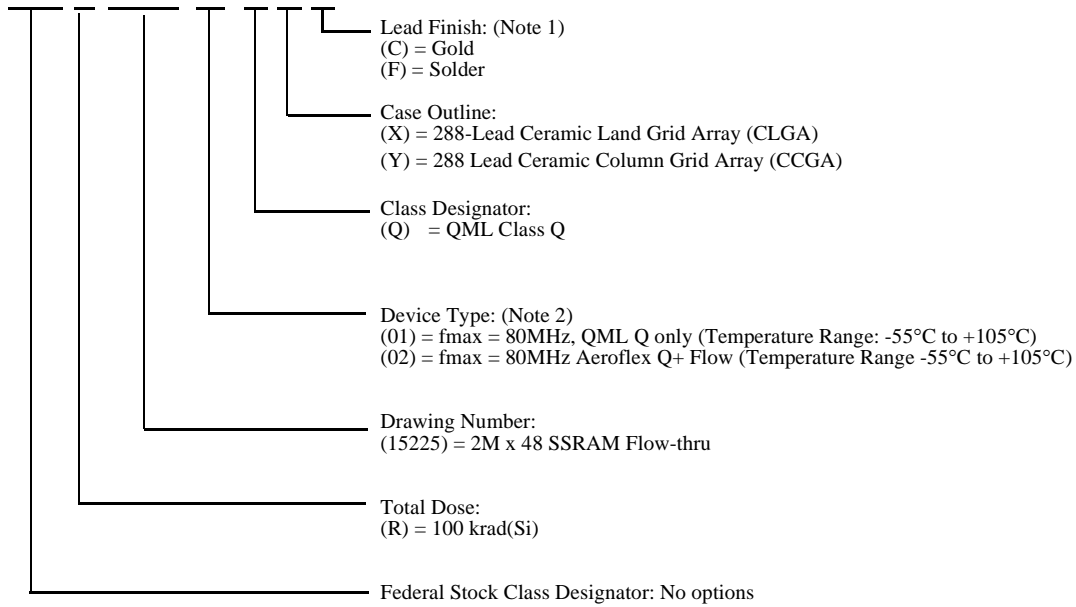 Lead Finish: (Note 1)
(C) = Gold
(F) = Solder
Case Outline:
(X) = 288-Lead Ceramic Land Grid Array (CLGA)
(Y) = 288 Lead Ceramic Column Grid Array (CCGA)
Class Designator:
(Q) = QML Class Q
Device Type: (Note 2)
(01) = fmax = 80MHz, QML Q only (Temperature Range: -55°C to +105°C)
(02) = fmax = 80MHz Aeroflex Q+ Flow (Temperature Range -55°C to +105°C)
Drawing Number:
(15225) = 2M x 48 SSRAM Flow-thru
Total Dose:
(R) = 100 krad(Si)
Federal Stock Class Designator: No options